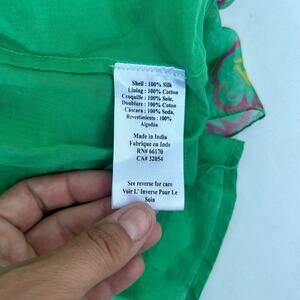 Shell : 100% Silk
Lining : 100% Cotton
Coquille : 100% Soie,
Doublure : 100% Coton
Cáscara : 100% Seda,
Revestimiento : 100%
Algodón
Made in India
Fabrique en Inde
RN# 66170
CA# 32054
See reverse for care
Voir L' Inverse Pour Le
Soin